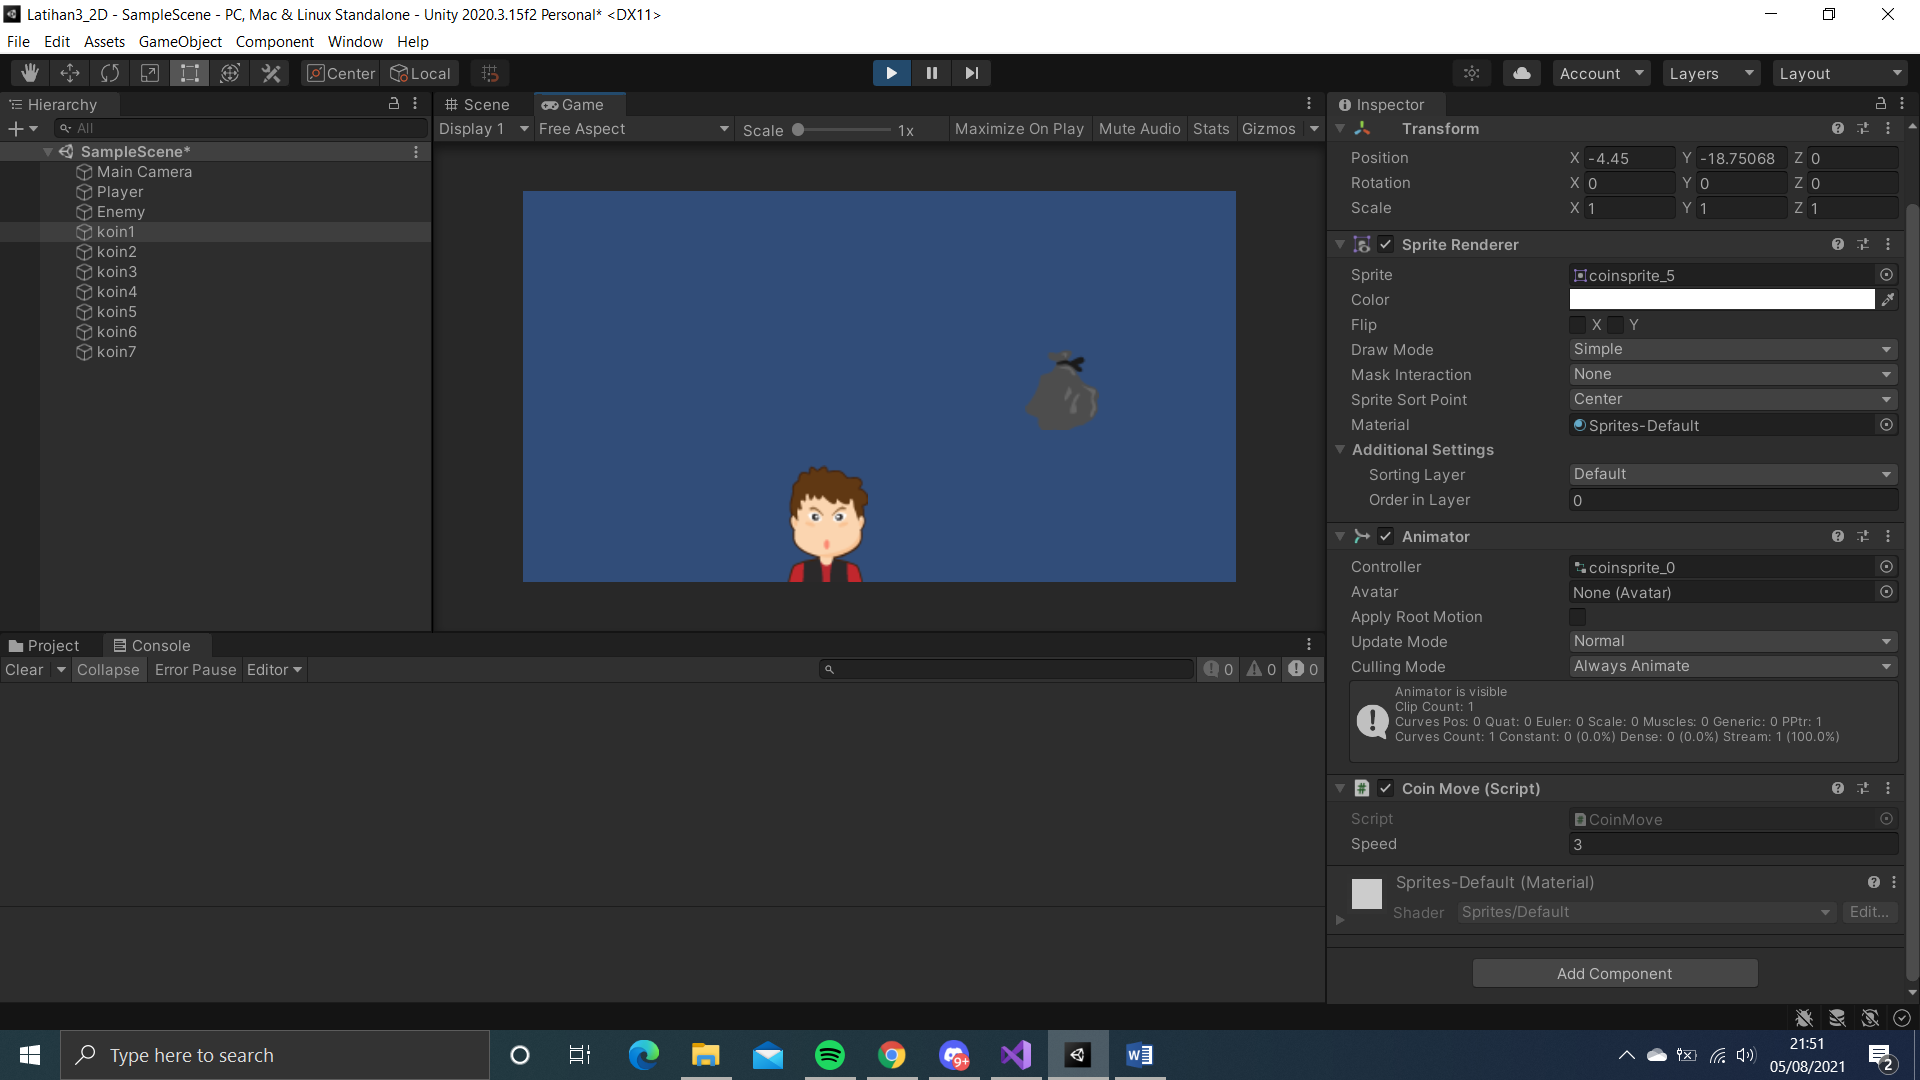 Latihan3_2D - SampleScene - PC, Mac & Linux Standalone - Unity 2020.3.15f2 Personal* <DX11>
File Edit Assets GameObject Component Window Help
Center Local Account Layers Layout
Hierarchy
All
SampleScene*
Main Camera
Player
Enemy
koin1
koin2
koin3
koin4
koin5
koin6
koin7
Scene Game
Display 1 Free Aspect Scale 1x Maximize On Play Mute Audio Stats Gizmos
Project Console
Clear Collapse Error Pause Editor 0 0 0
Inspector
Transform
Position X -4.45 Y -18.75068 Z 0
Rotation X 0 Y 0 Z 0
Scale X 1 Y 1 Z 1
Sprite Renderer
Sprite coinsprite_5
Color
Flip X Y
Draw Mode Simple
Mask Interaction None
Sprite Sort Point Center
Material Sprites-Default
Additional Settings
Sorting Layer Default
Order in Layer 0
Animator
Controller coinsprite_0
Avatar None (Avatar)
Apply Root Motion
Update Mode Normal
Culling Mode Always Animate
Animator is visible
Clip Count: 1
Curves Pos: 0 Quat: 0 Euler: 0 Scale: 0 Muscles: 0 Generic: 0 PPtr: 1
Curves Count: 1 Constant: 0 (0.0%) Dense: 0 (0.0%) Stream: 1 (100.0%)
Coin Move (Script)
Script CoinMove
Speed 3
Sprites-Default (Material)
Shader Sprites/Default Edit...
Add Component
Type here to search
9+
21:51
05/08/2021
2